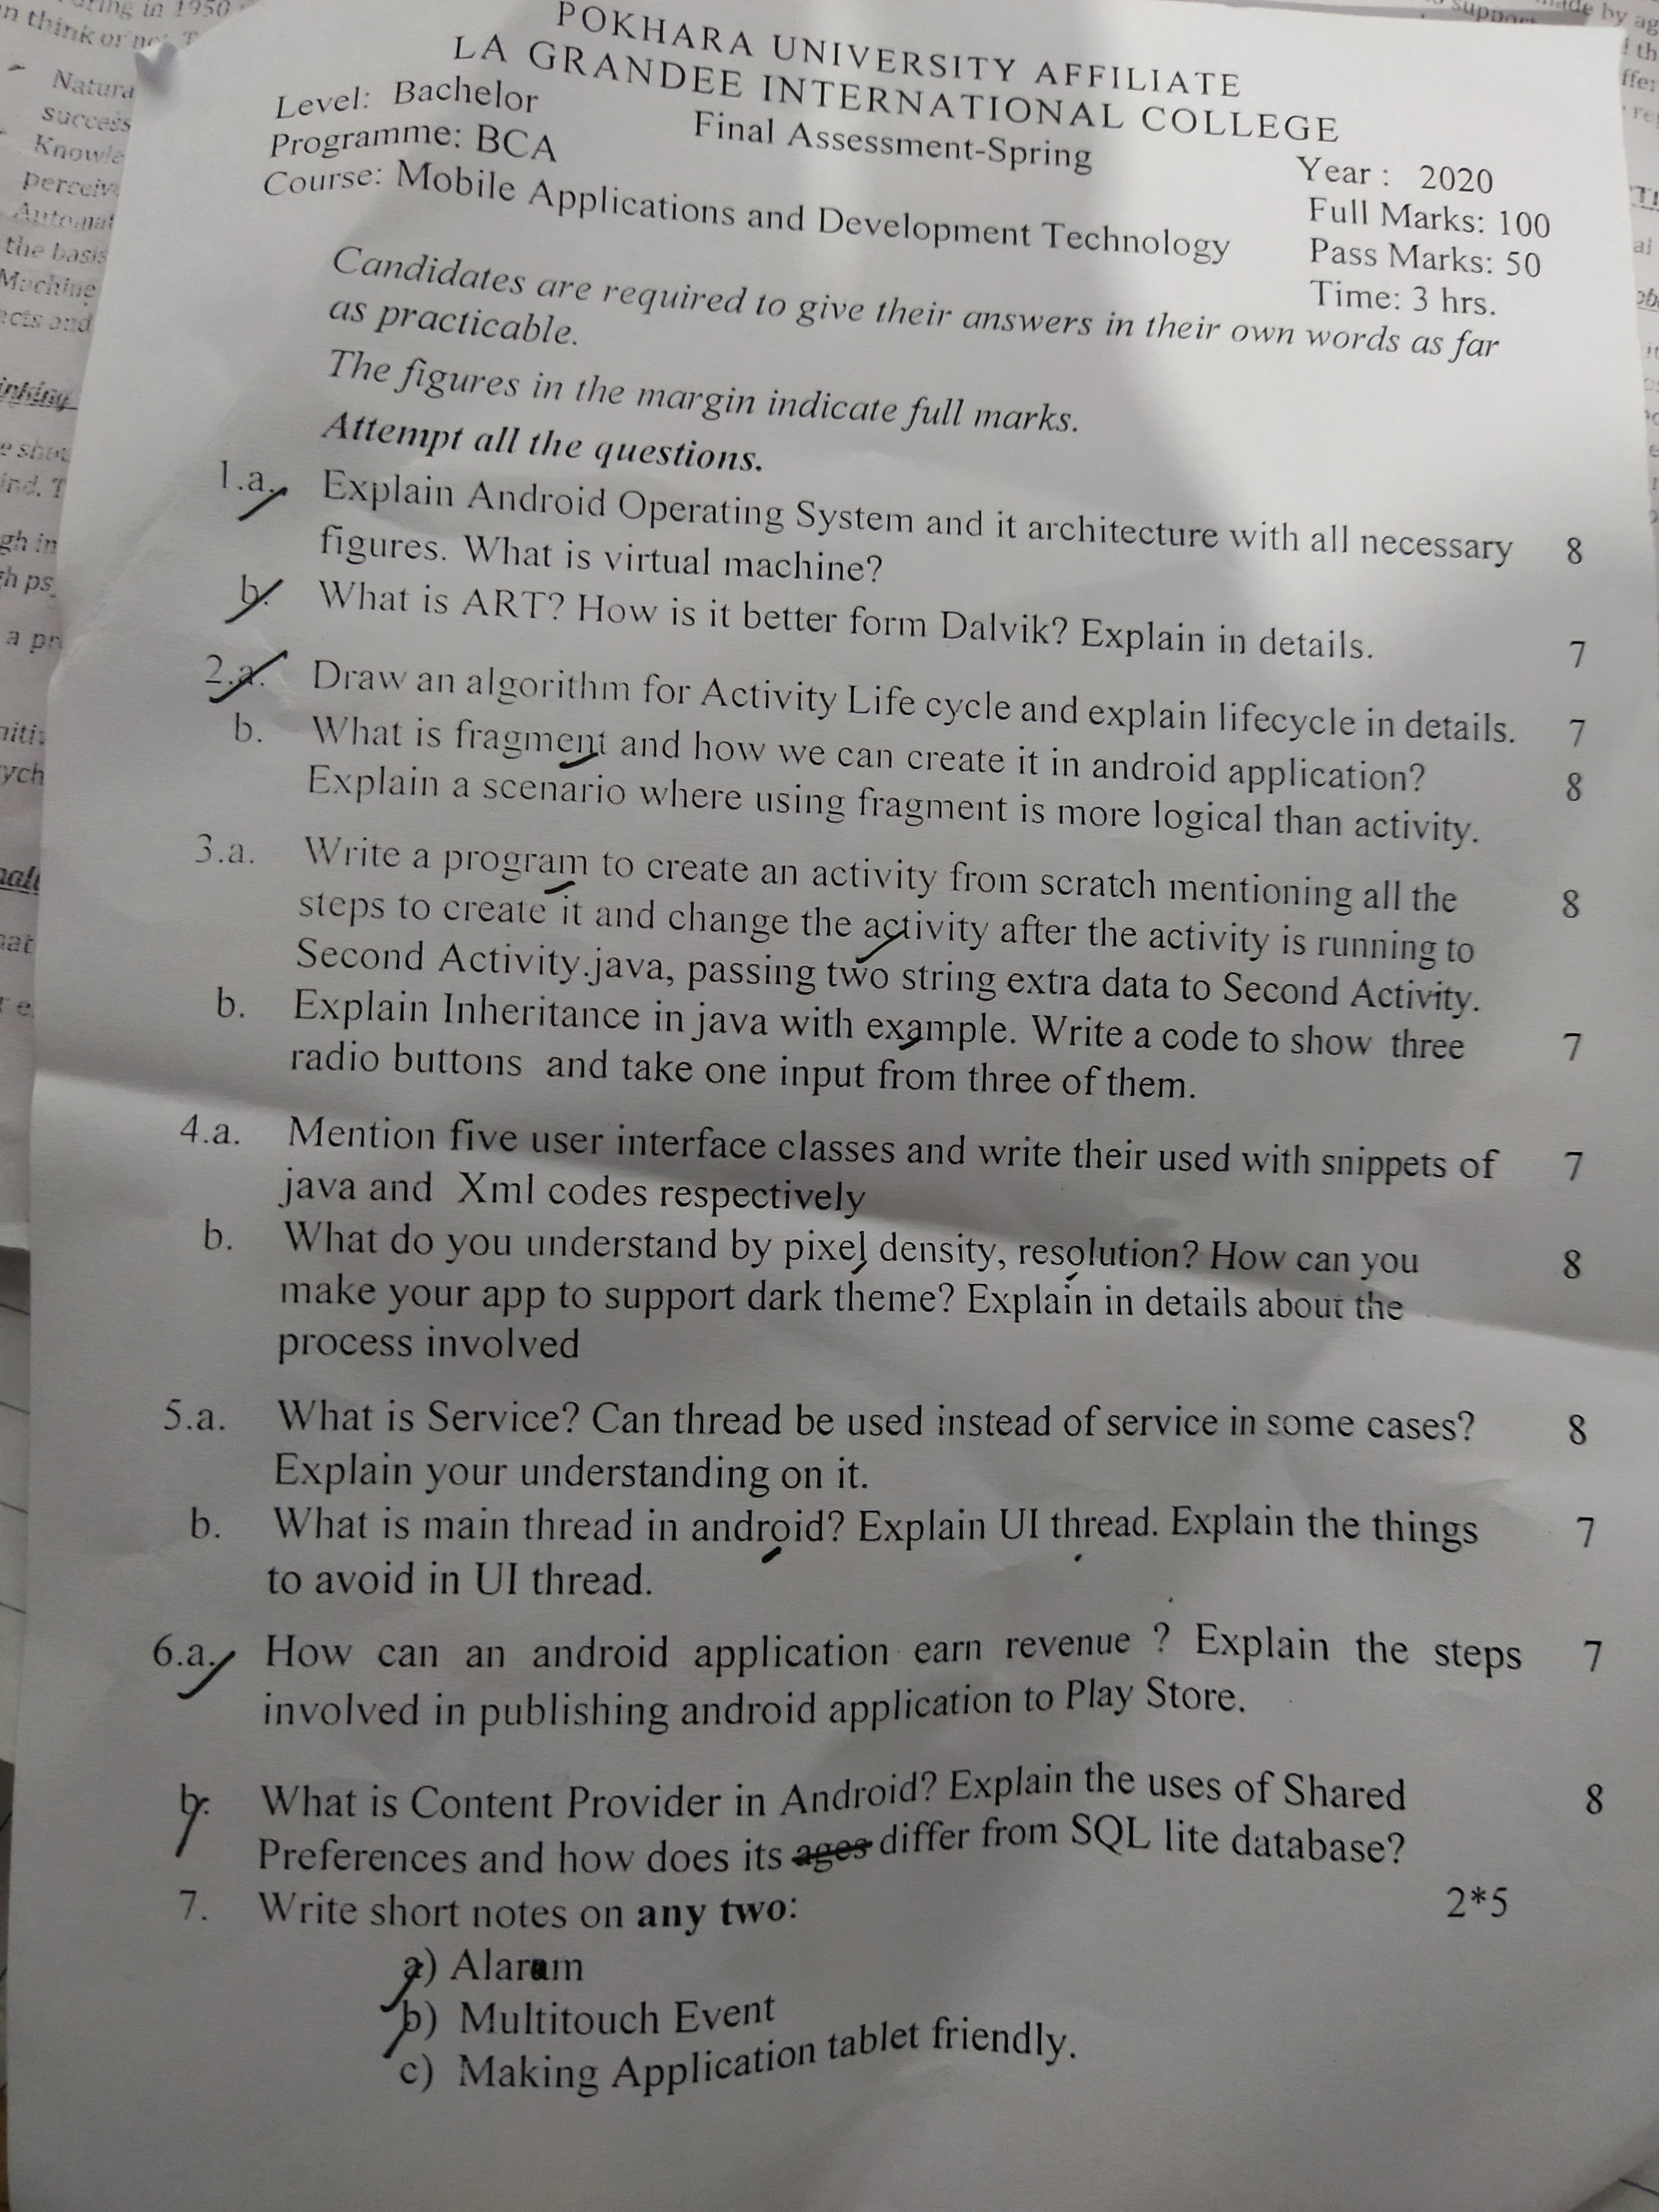 POKHARA UNIVERSITY AFFILIATE
LA GRANDEE INTERNATIONAL COLLEGE
Level: Bachelor
Final Assessment-Spring
Year : 2020
Programme: BCA
Full Marks: 100
Course: Mobile Applications and Development Technology
Pass Marks: 50
Time: 3 hrs.
Candidates are required to give their answers in their own words as far
as practicable.
The figures in the margin indicate full marks.
Attempt all the questions.
1.a. Explain Android Operating System and it architecture with all necessary 8
figures. What is virtual machine?
b. What is ART? How is it better form Dalvik? Explain in details. 7
2.a. Draw an algorithm for Activity Life cycle and explain lifecycle in details. 7
b. What is fragment and how we can create it in android application? 8
Explain a scenario where using fragment is more logical than activity.
3.a. Write a program to create an activity from scratch mentioning all the 8
steps to create it and change the activity after the activity is running to
Second Activity.java, passing two string extra data to Second Activity.
b. Explain Inheritance in java with example. Write a code to show three 7
radio buttons and take one input from three of them.
4.a. Mention five user interface classes and write their used with snippets of 7
java and Xml codes respectively
b. What do you understand by pixel density, resolution? How can you 8
make your app to support dark theme? Explain in details about the
process involved
5.a. What is Service? Can thread be used instead of service in some cases? 8
Explain your understanding on it.
b. What is main thread in android? Explain UI thread. Explain the things 7
to avoid in UI thread.
6.a. How can an android application earn revenue ? Explain the steps 7
involved in publishing android application to Play Store.
b. What is Content Provider in Android? Explain the uses of Shared 8
Preferences and how does its ages differ from SQL lite database?
7. Write short notes on any two: 2*5
a) Alaram
b) Multitouch Event
c) Making Application tablet friendly.